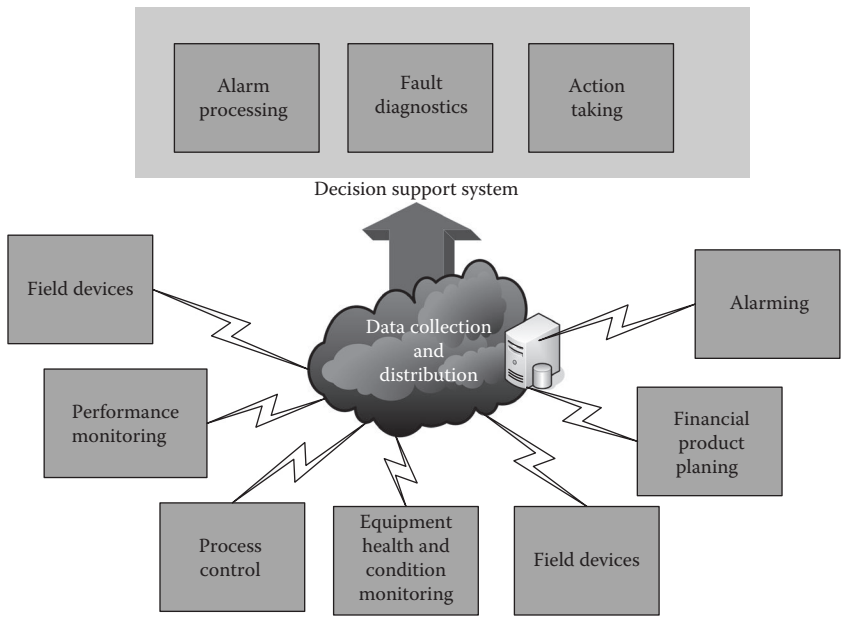 Alarm
processing
Fault
diagnostics
Action
taking
Decision support system
Field devices
Data collection
and
distribution
Alarming
Performance
monitoring
Financial
product
planing
Process
control
Equipment
health and
condition
monitoring
Field devices